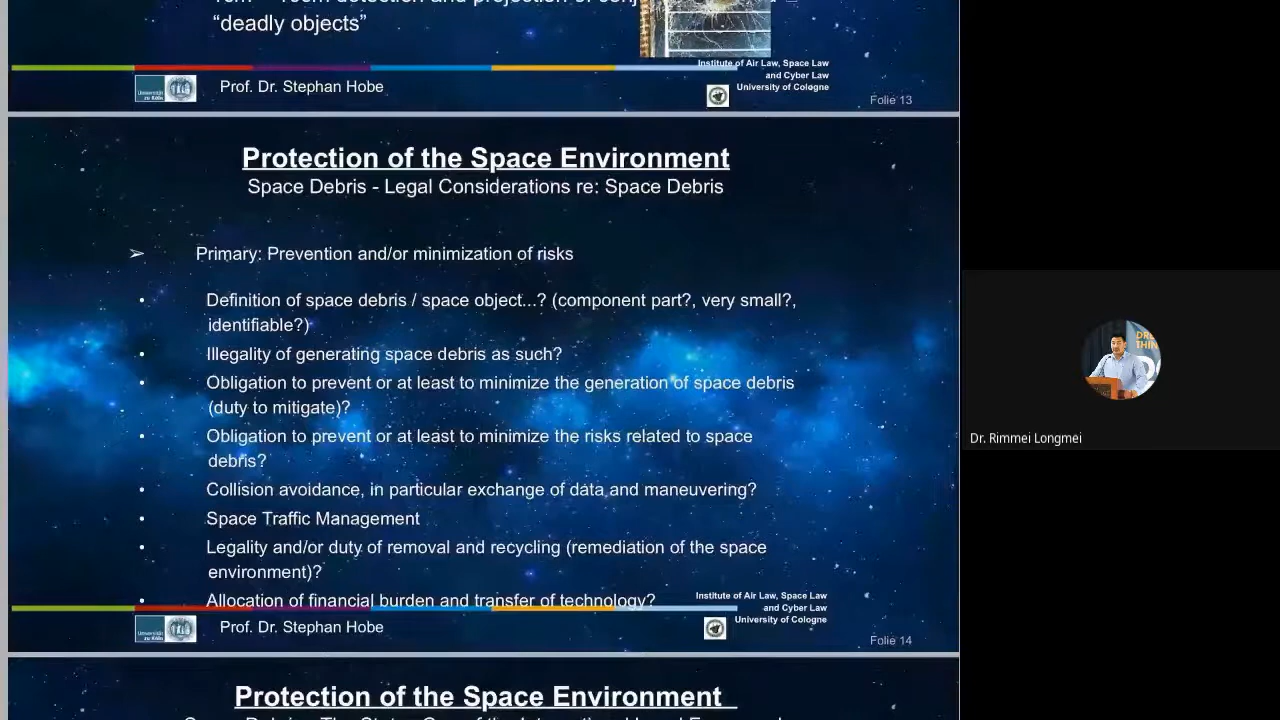 “deadly objects”
Institute of Air Law, Space Law
and Cyber Law
University of Cologne
Prof. Dr. Stephan Hobe
Folie 13
Protection of the Space Environment
Space Debris - Legal Considerations re: Space Debris
➢ Primary: Prevention and/or minimization of risks
• Definition of space debris / space object...? (component part?, very small?,
identifiable?)
• Illegality of generating space debris as such?
• Obligation to prevent or at least to minimize the generation of space debris
(duty to mitigate)?
• Obligation to prevent or at least to minimize the risks related to space
debris?
• Collision avoidance, in particular exchange of data and maneuvering?
• Space Traffic Management
• Legality and/or duty of removal and recycling (remediation of the space
environment)?
• Allocation of financial burden and transfer of technology?
Institute of Air Law, Space Law
and Cyber Law
University of Cologne
Prof. Dr. Stephan Hobe
Folie 14
Protection of the Space Environment
Dr. Rimmei Longmei